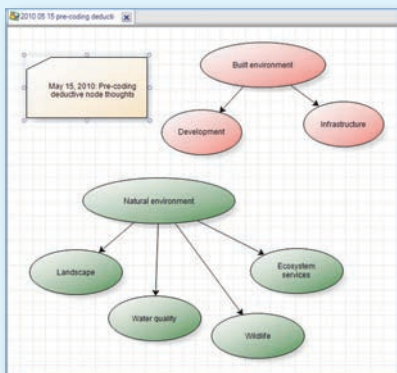 2010 05 15 pre-coding deducti
May 15, 2010: Pre-coding
deductive node thoughts
Built environment
Development
Infrastructure
Natural environment
Landscape
Ecosystem
services
Water quality
Wildlife